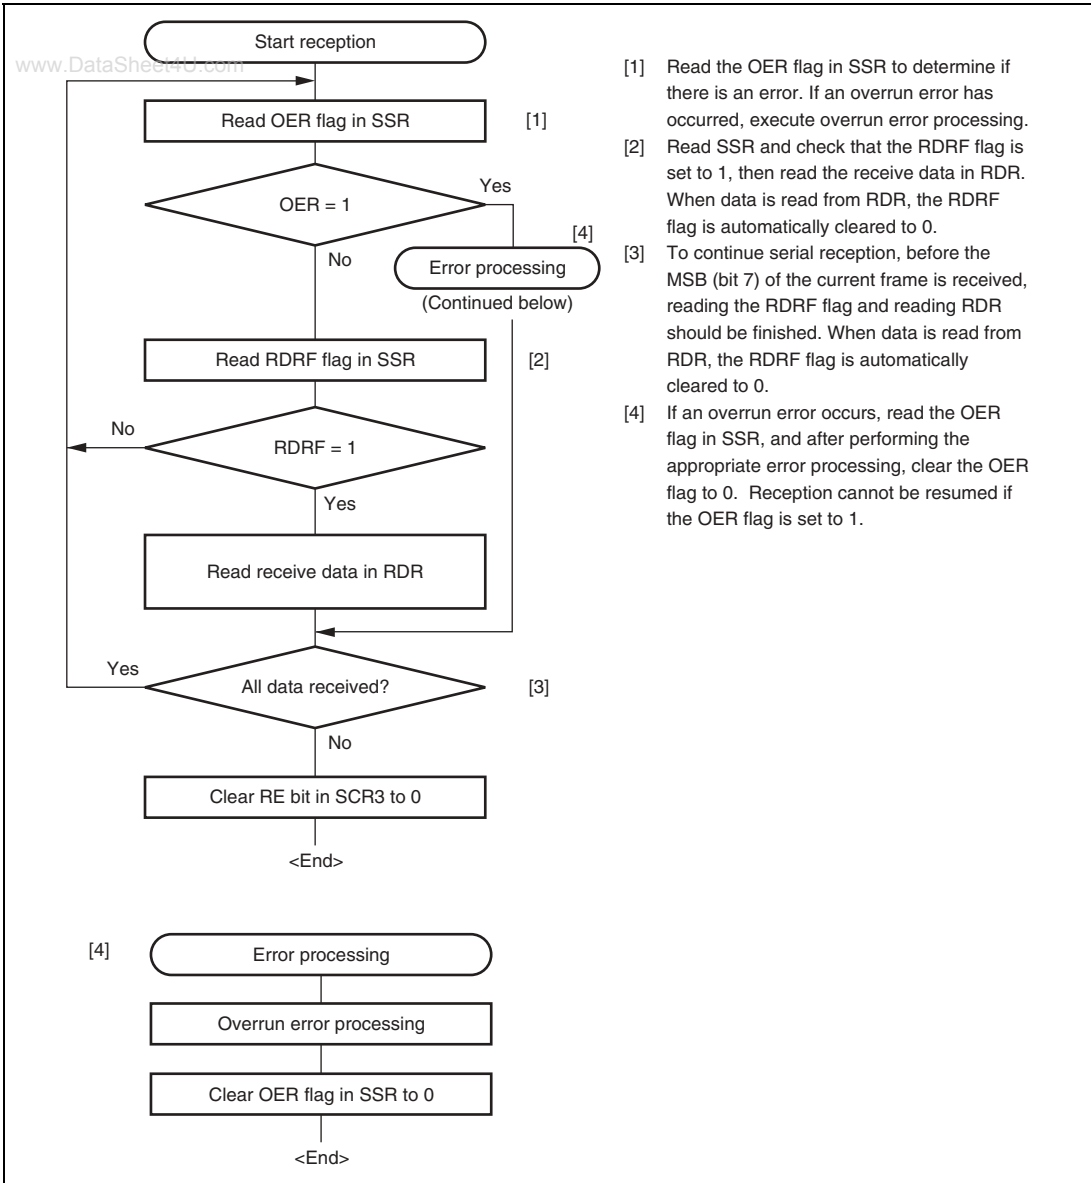 Start reception
www.DataSheet4U.com
Read OER flag in SSR
[1]
OER = 1
Yes
No
[4]
Error processing
(Continued below)
Read RDRF flag in SSR
[2]
No
RDRF = 1
Yes
Read receive data in RDR
Yes
All data received?
[3]
No
Clear RE bit in SCR3 to 0
<End>
[4]
Error processing
Overrun error processing
Clear OER flag in SSR to 0
<End>
[1] Read the OER flag in SSR to determine if
there is an error. If an overrun error has
occurred, execute overrun error processing.
[2] Read SSR and check that the RDRF flag is
set to 1, then read the receive data in RDR.
When data is read from RDR, the RDRF
flag is automatically cleared to 0.
[3] To continue serial reception, before the
MSB (bit 7) of the current frame is received,
reading the RDRF flag and reading RDR
should be finished. When data is read from
RDR, the RDRF flag is automatically
cleared to 0.
[4] If an overrun error occurs, read the OER
flag in SSR, and after performing the
appropriate error processing, clear the OER
flag to 0. Reception cannot be resumed if
the OER flag is set to 1.